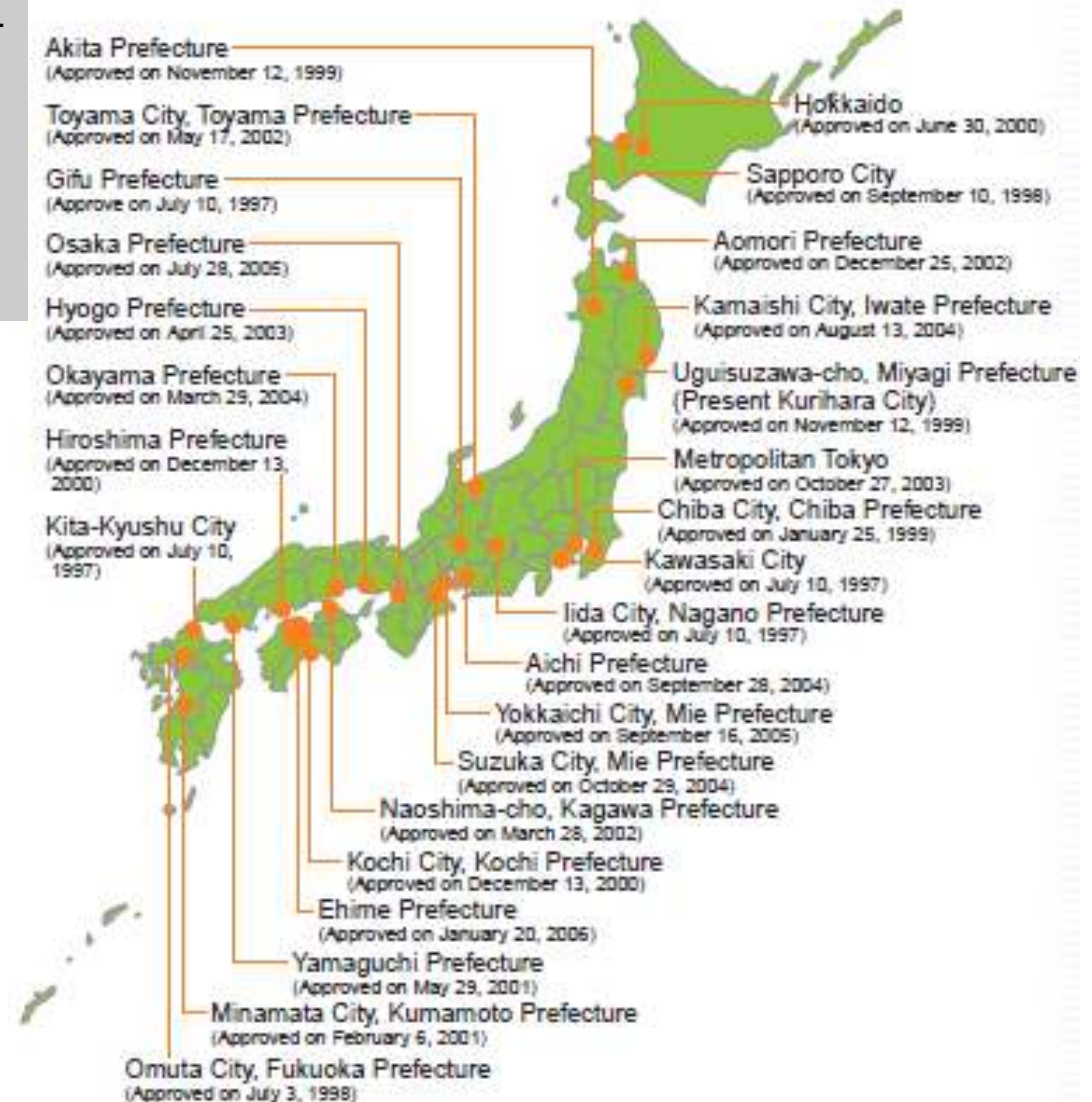 Akita Prefecture
(Approved on November 12, 1999)
Toyama City, Toyama Prefecture
(Approved on May 17, 2002)
Gifu Prefecture
(Approve on July 10, 1997)
Osaka Prefecture
(Approved on July 28, 2005)
Hyogo Prefecture
(Approved on April 25, 2003)
Okayama Prefecture
(Approved on March 29, 2004)
Hiroshima Prefecture
(Approved on December 13,
2000)
Kita-Kyushu City
(Approved on July 10,
1997)
Hokkaido
(Approved on June 30, 2000)
Sapporo City
(Approved on September 10, 1998)
Aomori Prefecture
(Approved on December 25, 2002)
Kamaishi City, Iwate Prefecture
(Approved on August 13, 2004)
Uguisuzawa-cho, Miyagi Prefecture
(Present Kurihara City)
(Approved on November 12, 1999)
Metropolitan Tokyo
(Approved on October 27, 2003)
Chiba City, Chiba Prefecture
(Approved on January 25, 1999)
Kawasaki City
(Approved on July 10, 1997)
Iida City, Nagano Prefecture
(Approved on July 10, 1997)
Aichi Prefecture
(Approved on September 28, 2004)
Yokkaichi City, Mie Prefecture
(Approved on September 16, 2005)
Suzuka City, Mie Prefecture
(Approved on October 29, 2004)
Naoshima-cho, Kagawa Prefecture
(Approved on March 28, 2002)
Kochi City, Kochi Prefecture
(Approved on December 13, 2000)
Ehime Prefecture
(Approved on January 20, 2006)
Yamaguchi Prefecture
(Approved on May 29, 2001)
Minamata City, Kumamoto Prefecture
(Approved on February 6, 2001)
Omuta City, Fukuoka Prefecture
(Approved on July 3, 1998)